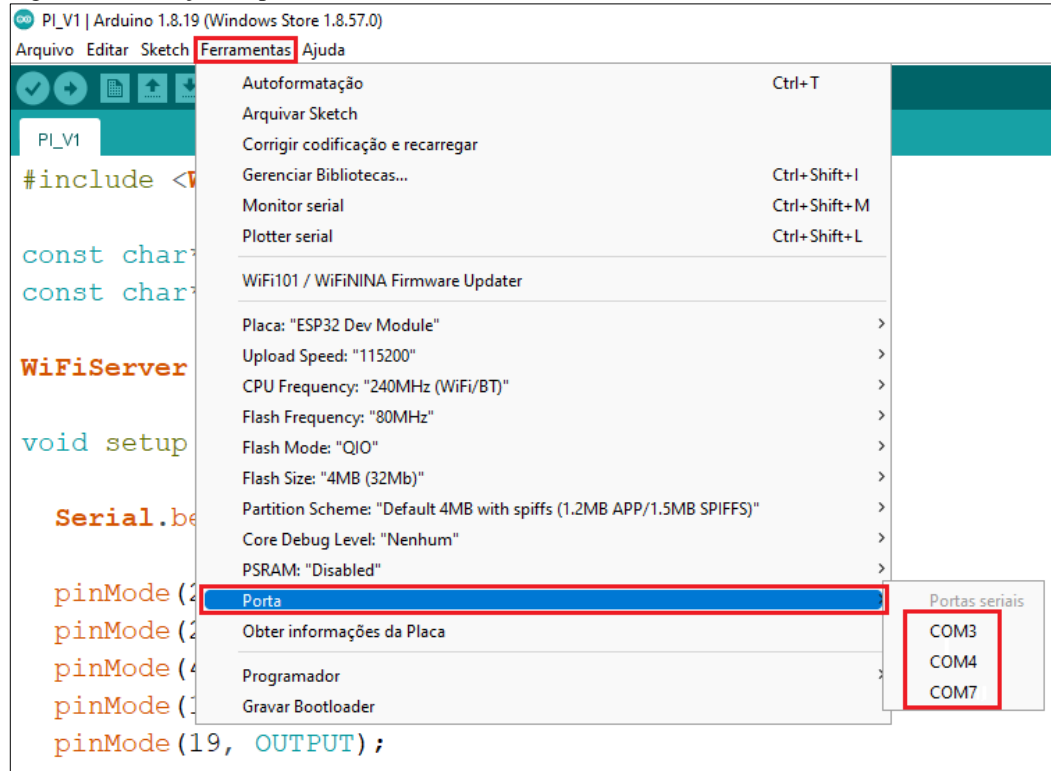 PI_V1 | Arduino 1.8.19 (Windows Store 1.8.57.0)
Arquivo Editar Sketch Ferramentas Ajuda
PI_V1
Autoformatação Ctrl+T
Arquivar Sketch
Corrigir codificação e recarregar
Gerenciar Bibliotecas... Ctrl+Shift+I
Monitor serial Ctrl+Shift+M
Plotter serial Ctrl+Shift+L
WiFi101 / WiFiNINA Firmware Updater
Placa: "ESP32 Dev Module"
Upload Speed: "115200"
CPU Frequency: "240MHz (WiFi/BT)"
Flash Frequency: "80MHz"
Flash Mode: "QIO"
Flash Size: "4MB (32Mb)"
Partition Scheme: "Default 4MB with spiffs (1.2MB APP/1.5MB SPIFFS)"
Core Debug Level: "Nenhum"
PSRAM: "Disabled"
Porta
Obter informações da Placa
Programador
Gravar Bootloader
Portas seriais
COM3
COM4
COM7
#include <
const char*
const char*
WiFiServer
void setup
Serial.be
pinMode(2
pinMode(2
pinMode(4
pinMode(1
pinMode(19, OUTPUT);